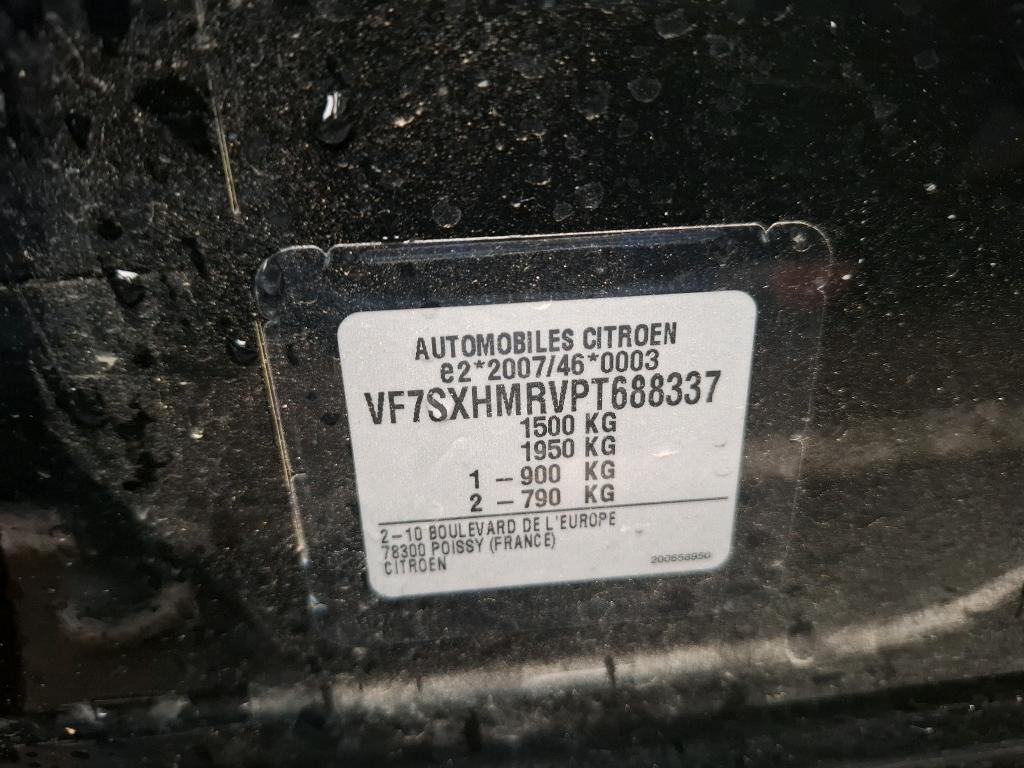 AUTOMOBILES CITROEN
e2*2007/46*0003
VF7SXHMRVPT688337
1500 KG
1950 KG
1 - 900 KG
2 - 790 KG
2-10 BOULEVARD DE L'EUROPE
78300 POISSY (FRANCE)
CITROEN
200658950